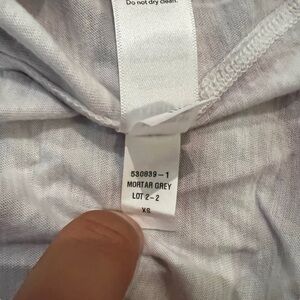 Do not dry clean.
530839-1
MORTAR GREY
LOT 2-2
XS